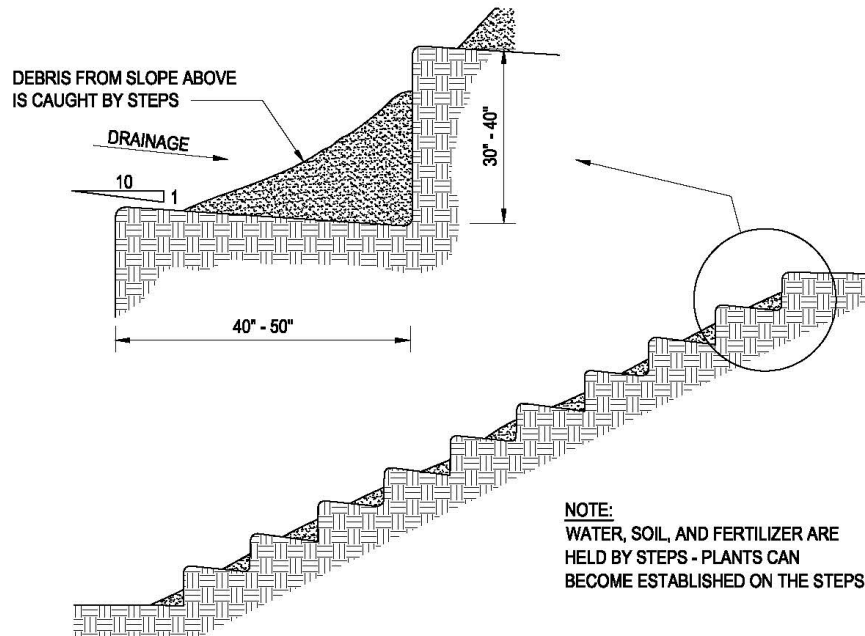 DEBRIS FROM SLOPE ABOVE
IS CAUGHT BY STEPS
DRAINAGE
10
1
30" - 40"
40" - 50"
NOTE:
WATER, SOIL, AND FERTILIZER ARE
HELD BY STEPS - PLANTS CAN
BECOME ESTABLISHED ON THE STEPS